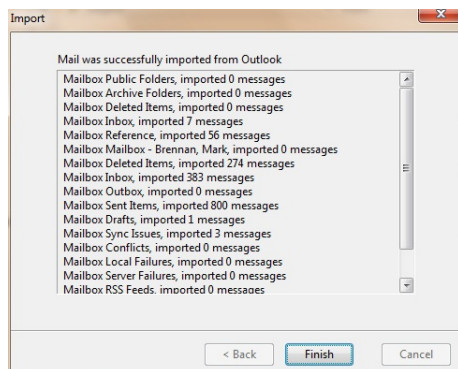 Import
Mail was successfully imported from Outlook
Mailbox Public Folders, imported 0 messages
Mailbox Archive Folders, imported 0 messages
Mailbox Deleted Items, imported 0 messages
Mailbox Inbox, imported 7 messages
Mailbox Reference, imported 56 messages
Mailbox Mailbox - Brennan, Mark, imported 0 messages
Mailbox Deleted Items, imported 274 messages
Mailbox Inbox, imported 383 messages
Mailbox Outbox, imported 0 messages
Mailbox Sent Items, imported 800 messages
Mailbox Drafts, imported 1 messages
Mailbox Sync Issues, imported 3 messages
Mailbox Conflicts, imported 0 messages
Mailbox Local Failures, imported 0 messages
Mailbox Server Failures, imported 0 messages
Mailbox RSS Feeds, imported 0 messages
< Back Finish Cancel